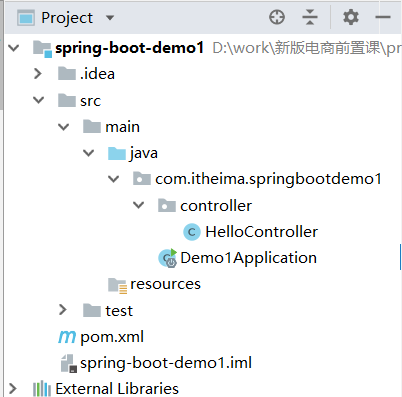 Project
spring-boot-demo1 D:\work\新版电商前置课\pr
.idea
src
main
java
com.itheima.springbootdemo1
controller
HelloController
Demo1Application
resources
test
pom.xml
spring-boot-demo1.iml
External Libraries